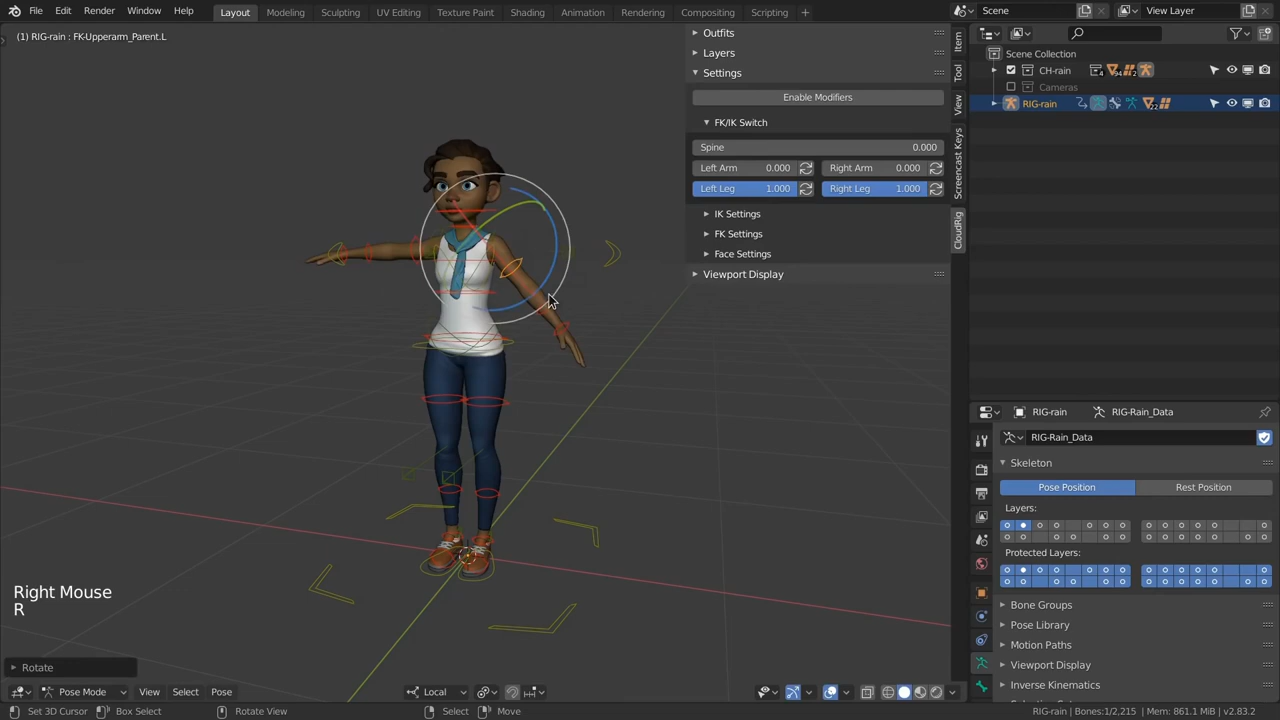 File Edit Render Window Help Layout Modeling Sculpting UV Editing Texture Paint Shading Animation Rendering Compositing Scripting + Scene View Layer
(1) RIG-rain : FK-Upperarm_Parent.L
Outfits
Layers
Settings
Enable Modifiers
FK/IK Switch
Spine 0.000
Left Arm 0.000 Right Arm 0.000
Left Leg 1.000 Right Leg 1.000
IK Settings
FK Settings
Face Settings
Viewport Display
Item
Tool
View
Screencast Keys
CloudRig
Scene Collection
CH-rain 4 94 2
Cameras
RIG-rain 22
RIG-rain RIG-Rain_Data
RIG-Rain_Data
Skeleton
Pose Position Rest Position
Layers:
Protected Layers:
Bone Groups
Pose Library
Motion Paths
Viewport Display
Inverse Kinematics
Right Mouse
R
Rotate
Pose Mode View Select Pose Local
Set 3D Cursor Box Select Rotate View Select Move RIG-rain | Bones:1/2,215 | Mem: 861.1 MiB | v2.83.2